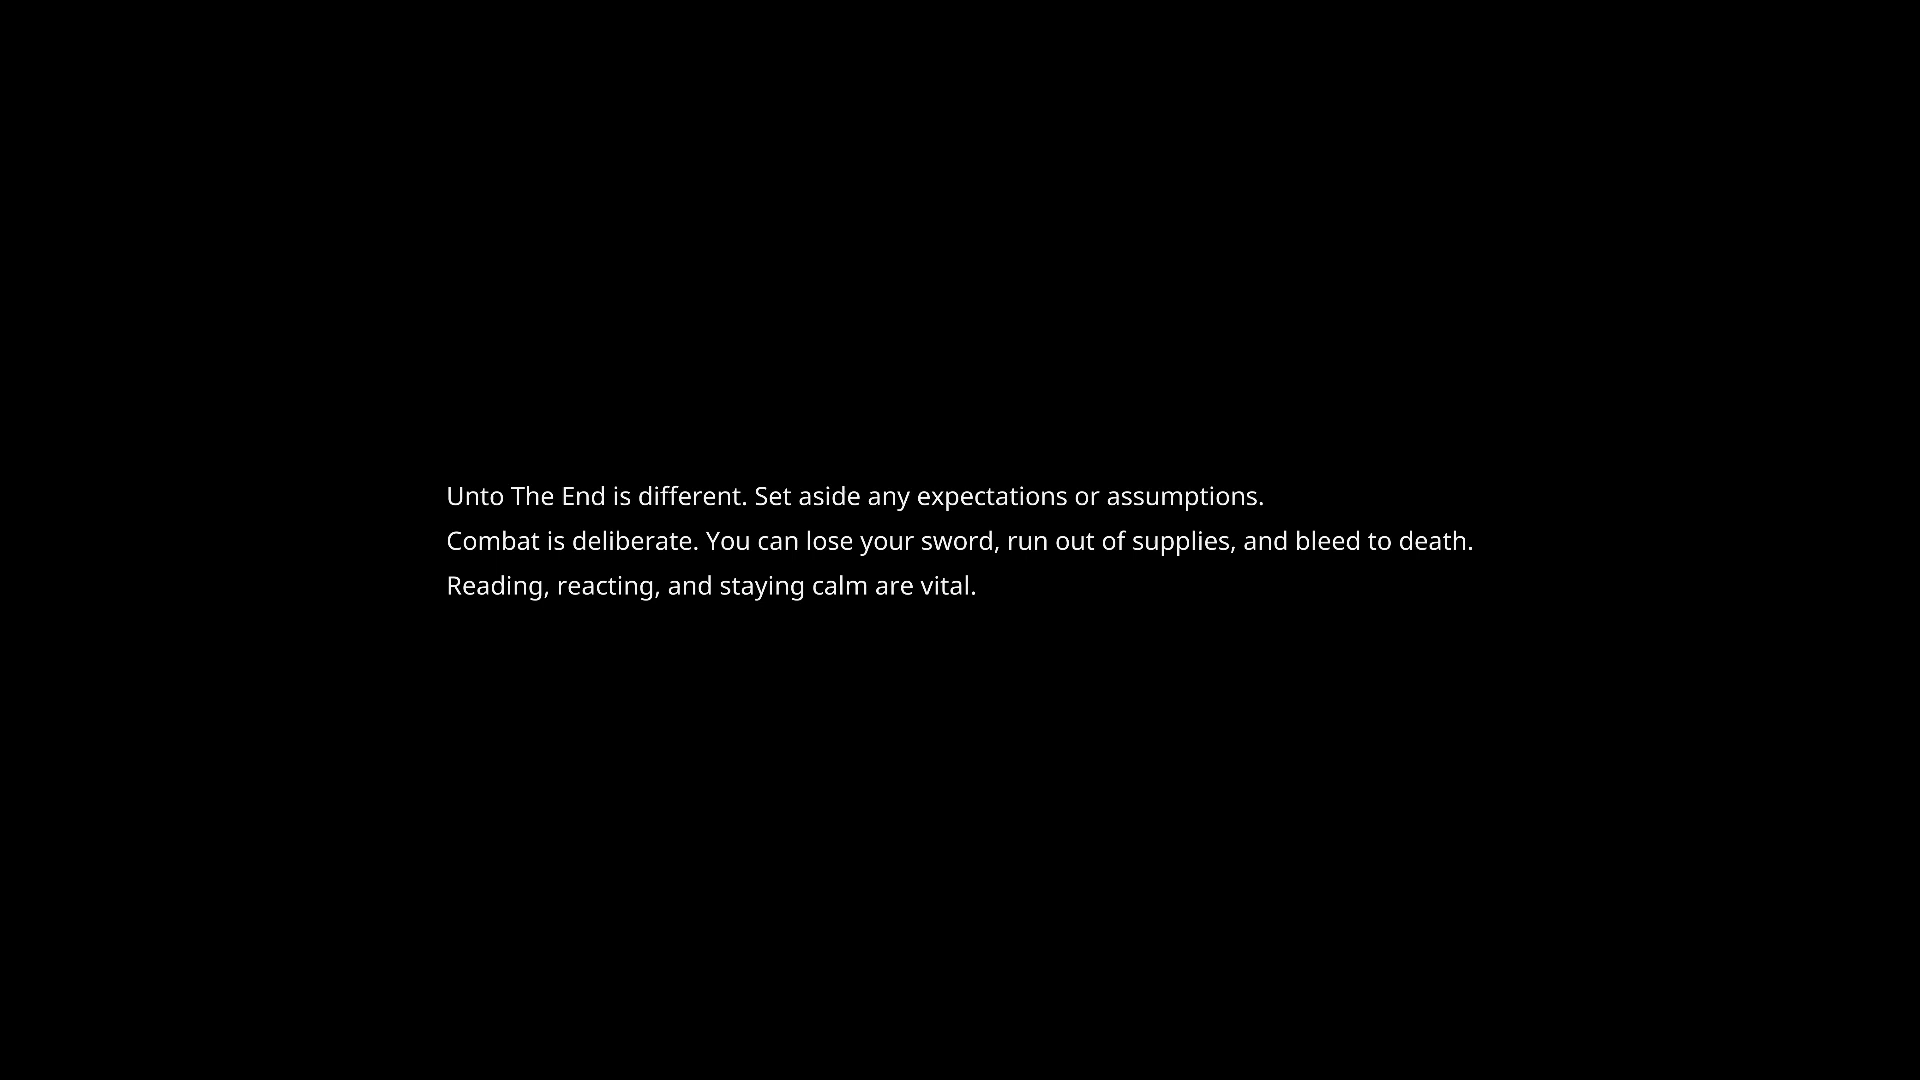 Unto The End is different. Set aside any expectations or assumptions.
Combat is deliberate. You can lose your sword, run out of supplies, and bleed to death.
Reading, reacting, and staying calm are vital.